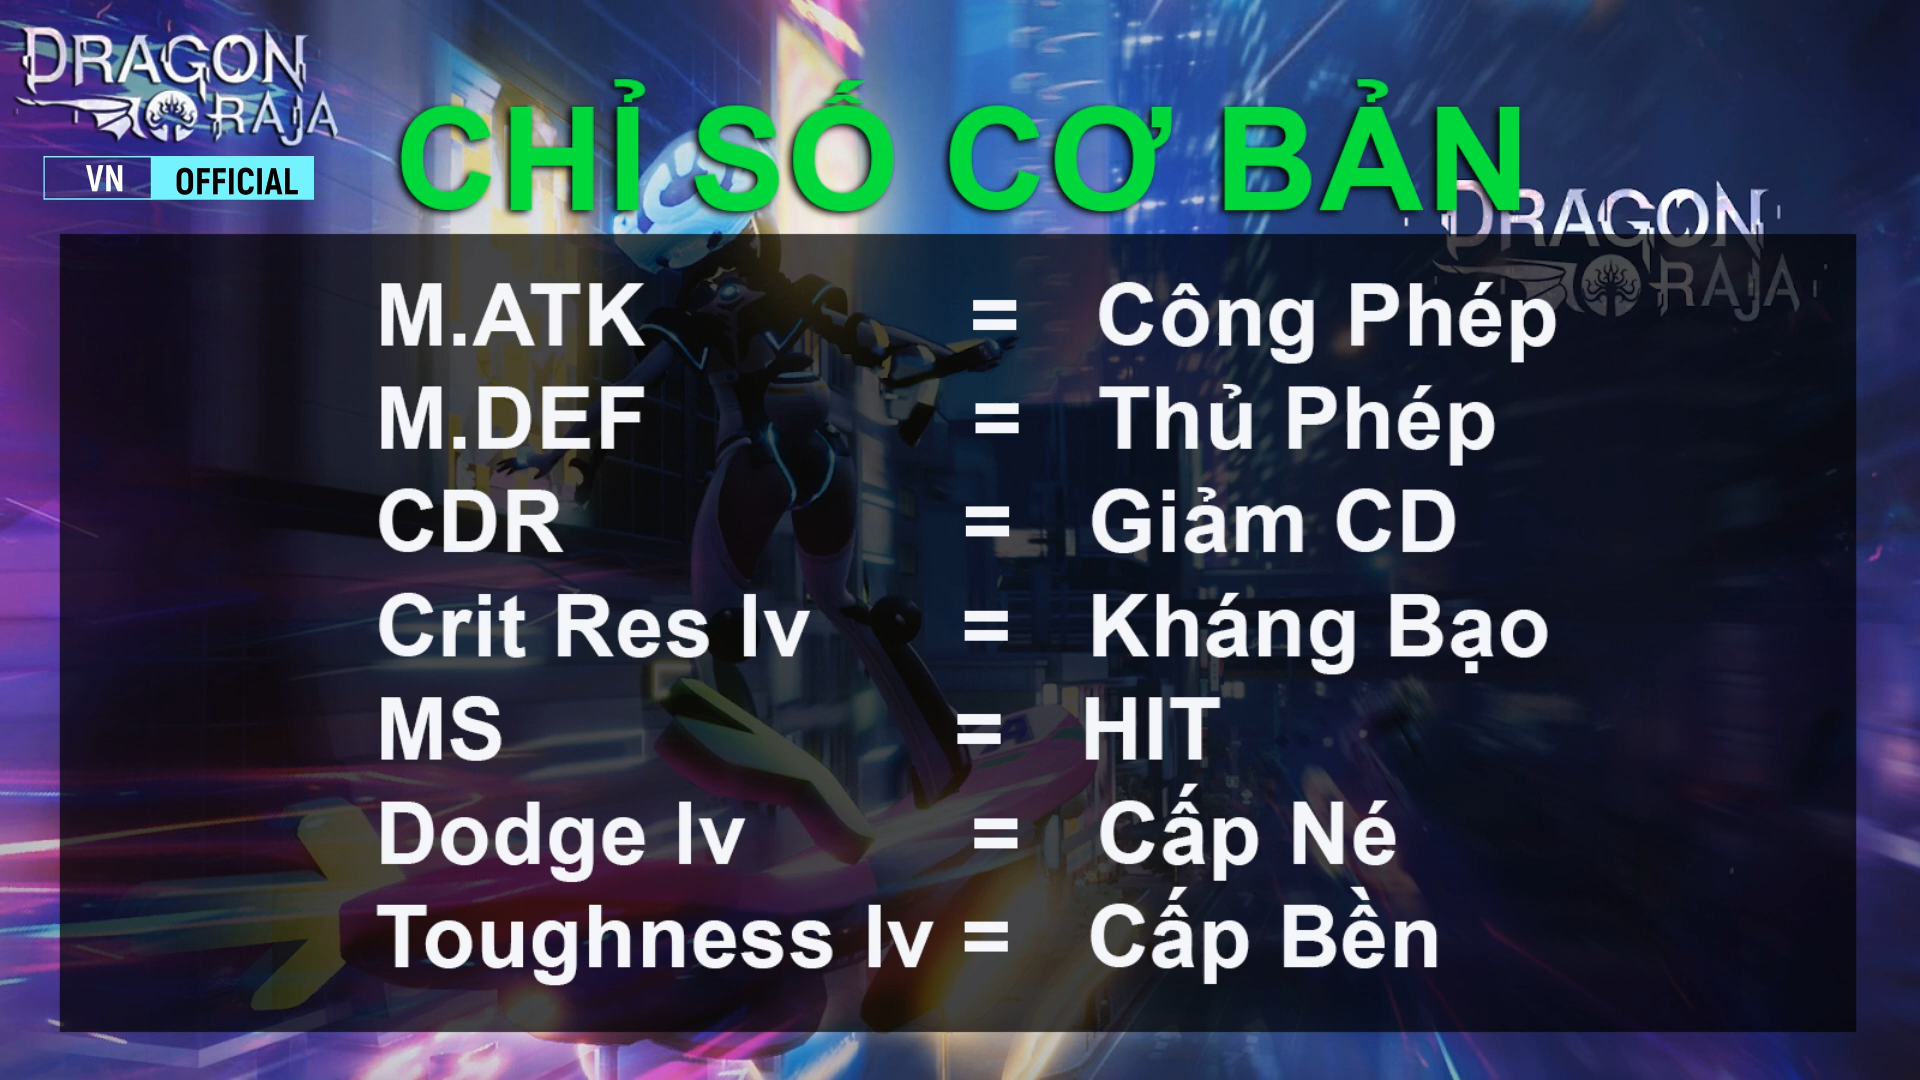 DRAGON
RAJA
VN OFFICIAL
CHỈ SỐ CƠ BẢN
DRAGON
RAJA
M.ATK = Công Phép
M.DEF = Thủ Phép
CDR = Giảm CD
Crit Res lv = Kháng Bạo
MS = HIT
Dodge lv = Cấp Né
Toughness lv = Cấp Bền